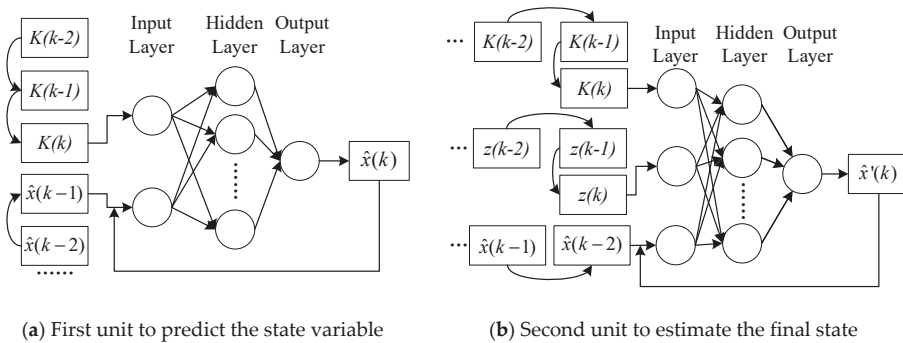 K(k-2)
K(k-1)
K(k)
x̂(k−1)
x̂(k−2)
......
Input
Layer
Hidden
Layer
Output
Layer
......
x̂(k)
(a) First unit to predict the state variable
... K(k-2)
K(k-1)
K(k)
... z(k-2)
z(k-1)
z(k)
... x̂(k−1)
x̂(k−2)
Input
Layer
Hidden
Layer
Output
Layer
......
x̂'(k)
(b) Second unit to estimate the final state